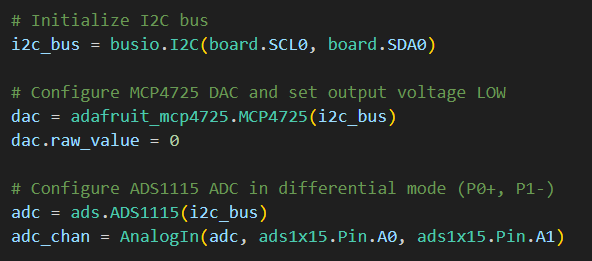 # Initialize I2C bus
i2c_bus = busio.I2C(board.SCL0, board.SDA0)
# Configure MCP4725 DAC and set output voltage LOW
dac = adafruit_mcp4725.MCP4725(i2c_bus)
dac.raw_value = 0
# Configure ADS1115 ADC in differential mode (P0+, P1-)
adc = ads.ADS1115(i2c_bus)
adc_chan = AnalogIn(adc, ads1x15.Pin.A0, ads1x15.Pin.A1)